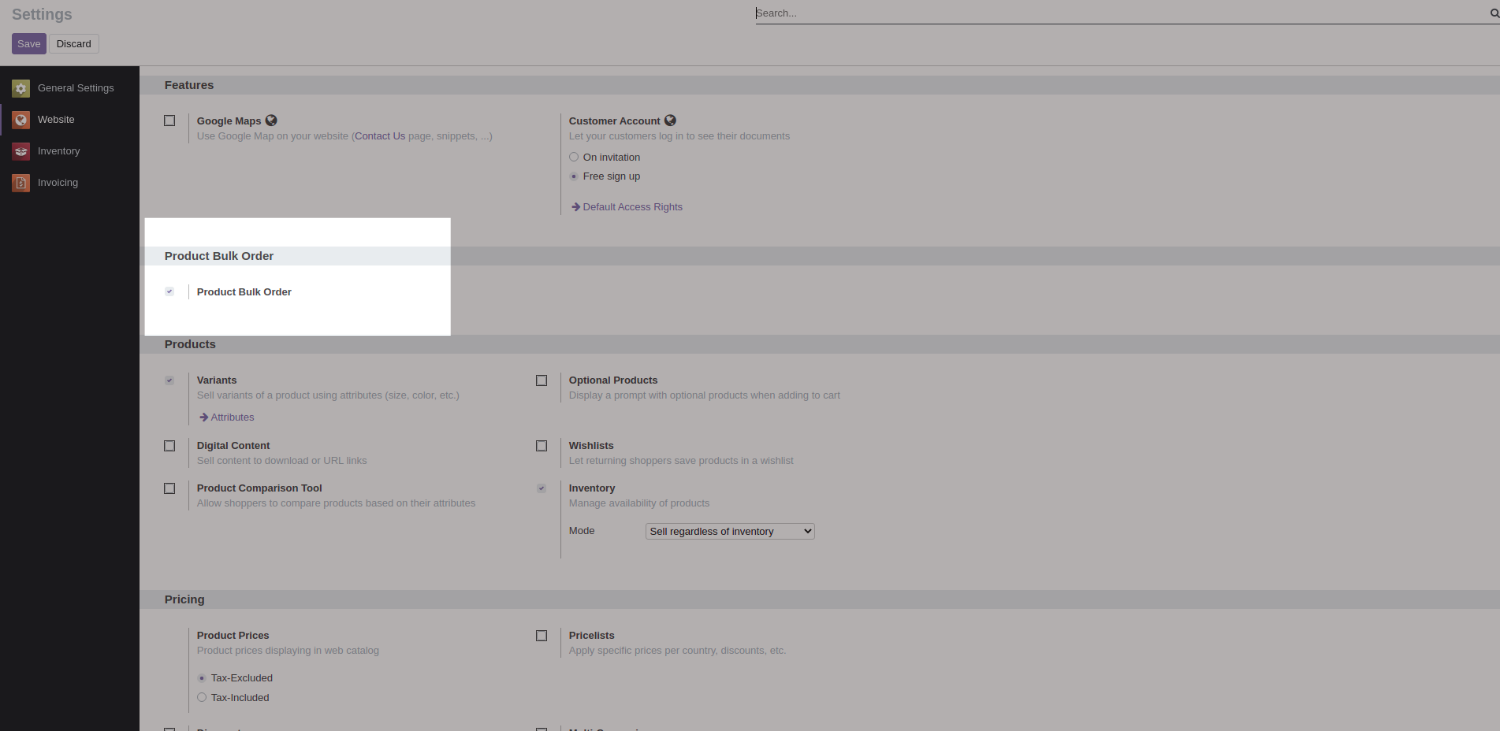 Settings
Search...
Save Discard
General Settings
Website
Inventory
Invoicing
Features
Google Maps
Use Google Map on your website (Contact Us page, snippets, ...)
Customer Account
Let your customers log in to see their documents
On invitation
Free sign up
Default Access Rights
Product Bulk Order
Product Bulk Order
Products
Variants
Sell variants of a product using attributes (size, color, etc.)
Attributes
Optional Products
Display a prompt with optional products when adding to cart
Digital Content
Sell content to download or URL links
Wishlists
Let returning shoppers save products in a wishlist
Product Comparison Tool
Allow shoppers to compare products based on their attributes
Inventory
Manage availability of products
Mode Sell regardless of inventory
Pricing
Product Prices
Product prices displaying in web catalog
Tax-Excluded
Tax-Included
Pricelists
Apply specific prices per country, discounts, etc.